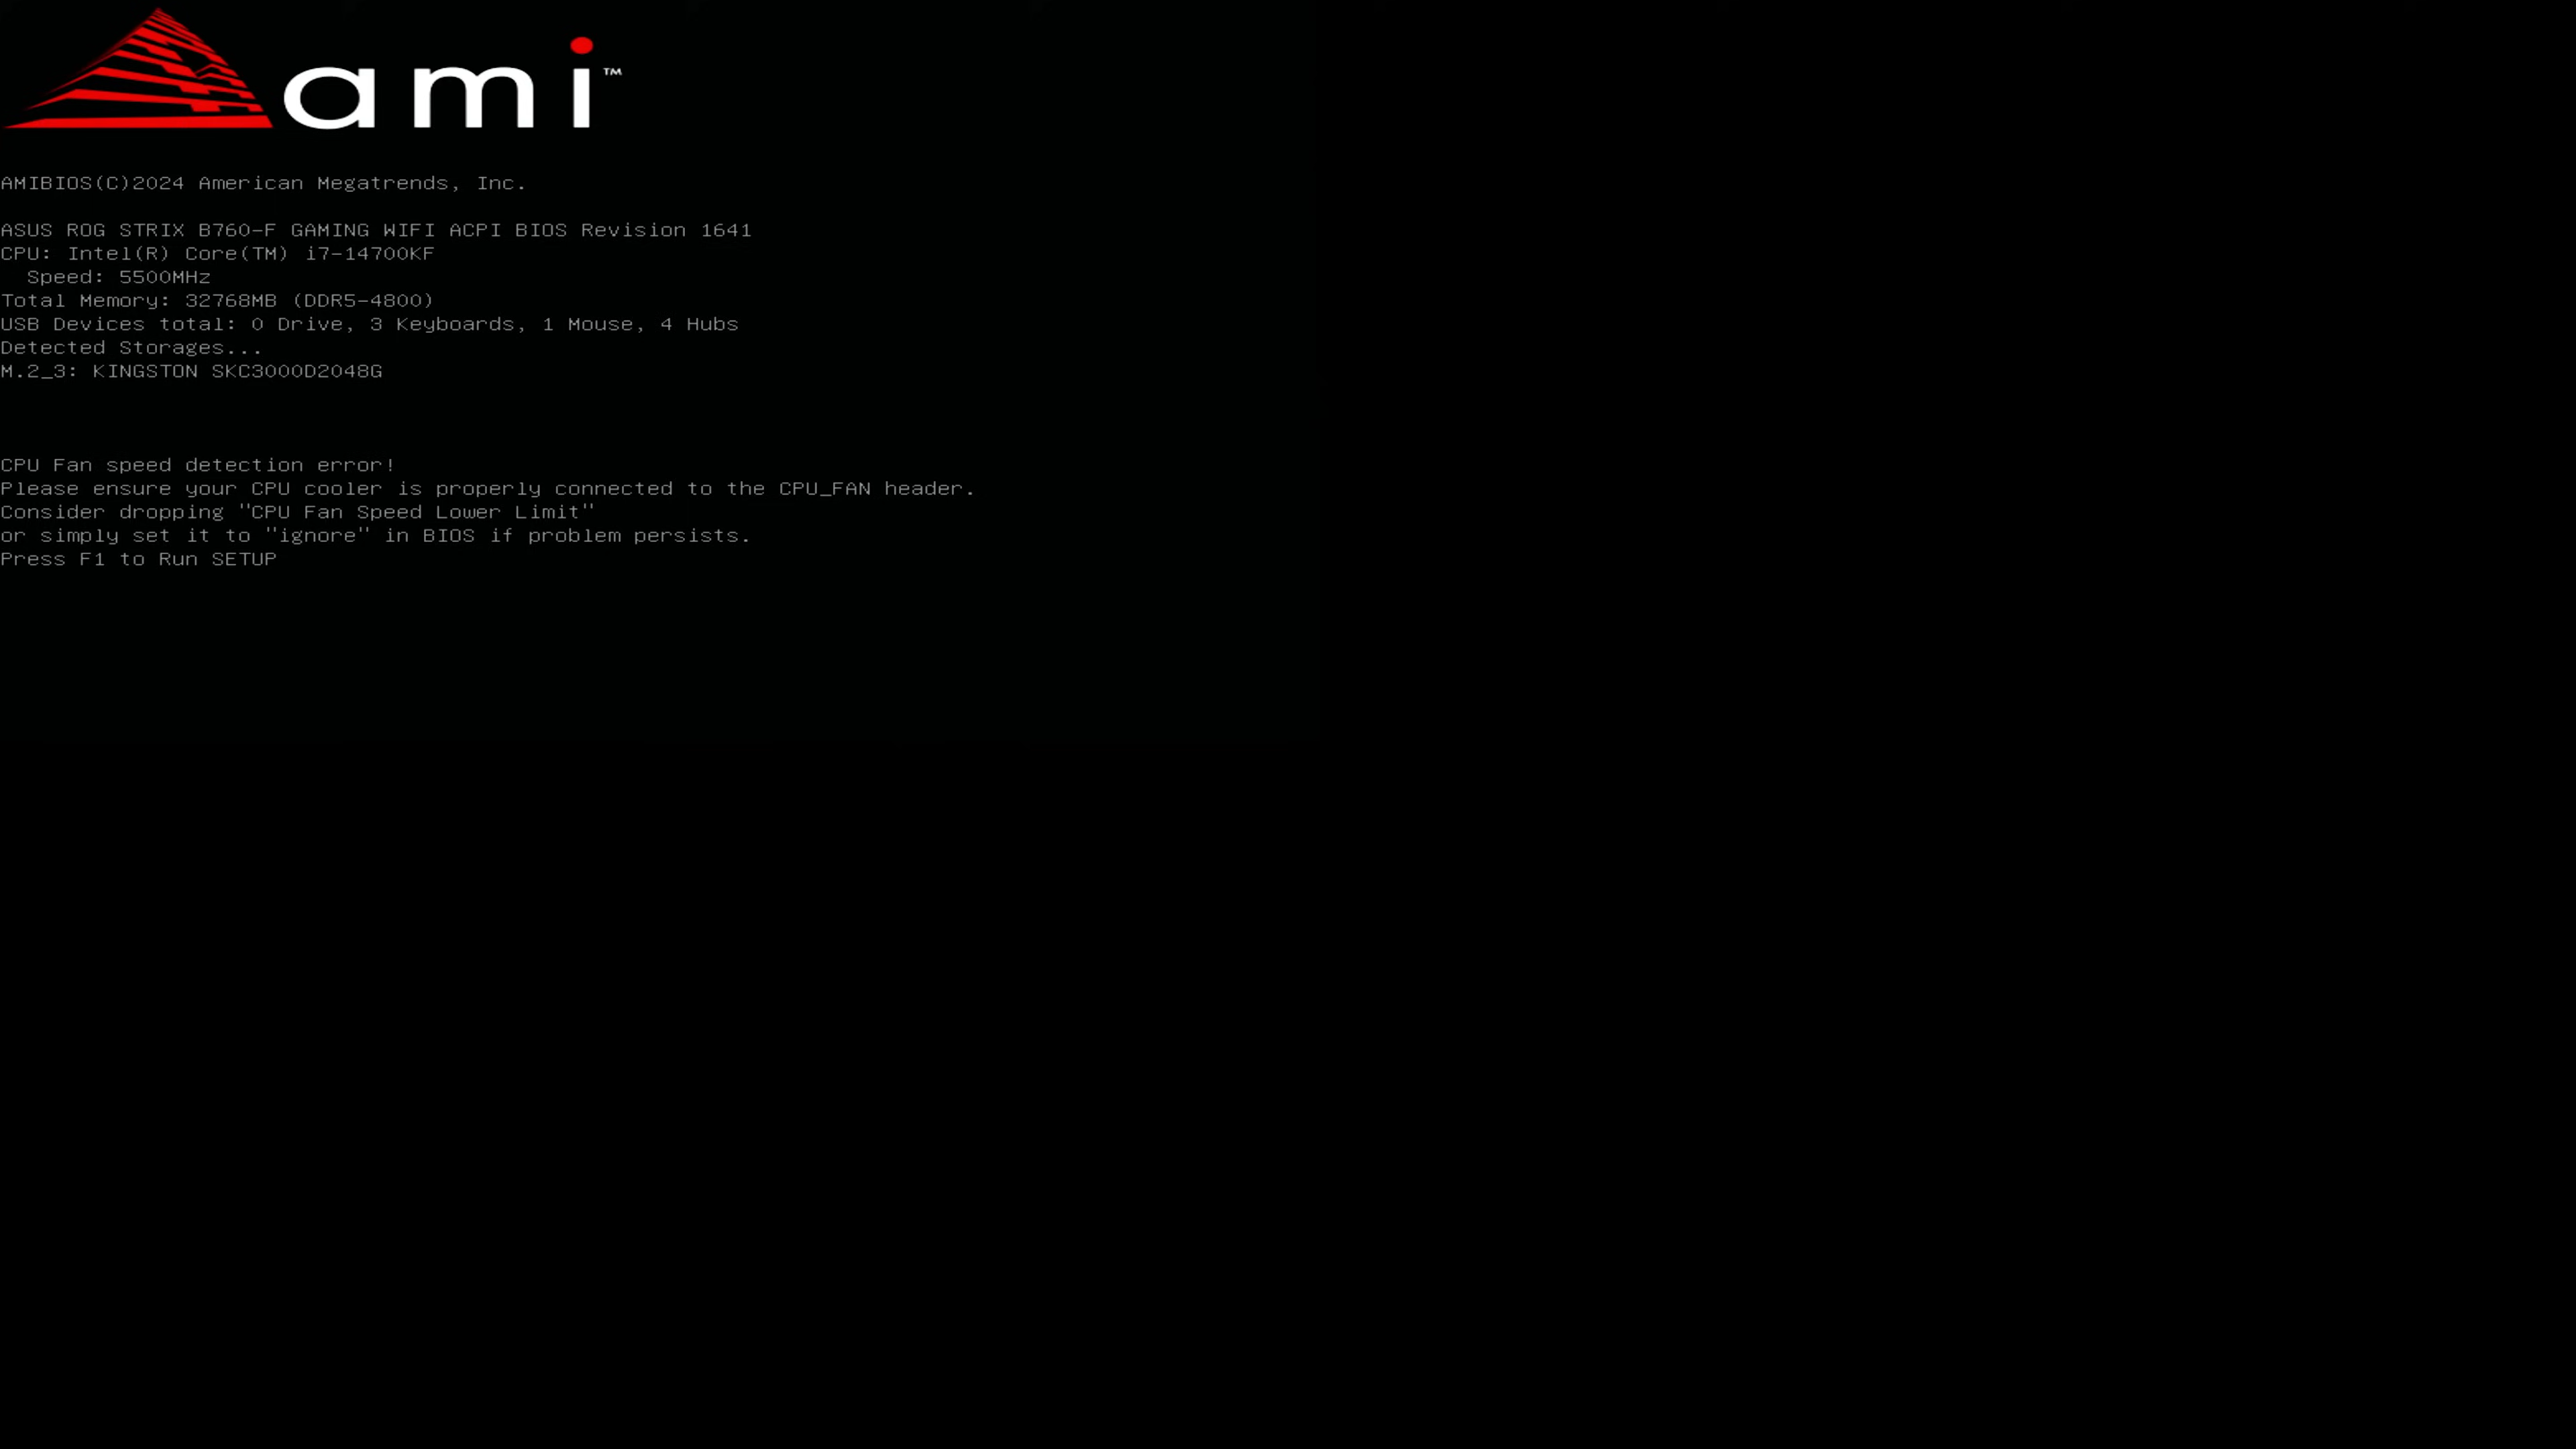 ami™
AMIBIOS(C)2024 American Megatrends, Inc.
ASUS ROG STRIX B760-F GAMING WIFI ACPI BIOS Revision 1641
CPU: Intel(R) Core(TM) i7-14700KF
Speed: 5500MHz
Total Memory: 32768MB (DDR5-4800)
USB Devices total: 0 Drive, 3 Keyboards, 1 Mouse, 4 Hubs
Detected Storages...
M.2_3: KINGSTON SKC3000D2048G
CPU Fan speed detection error!
Please ensure your CPU cooler is properly connected to the CPU_FAN header.
Consider dropping "CPU Fan Speed Lower Limit"
or simply set it to "ignore" in BIOS if problem persists.
Press F1 to Run SETUP